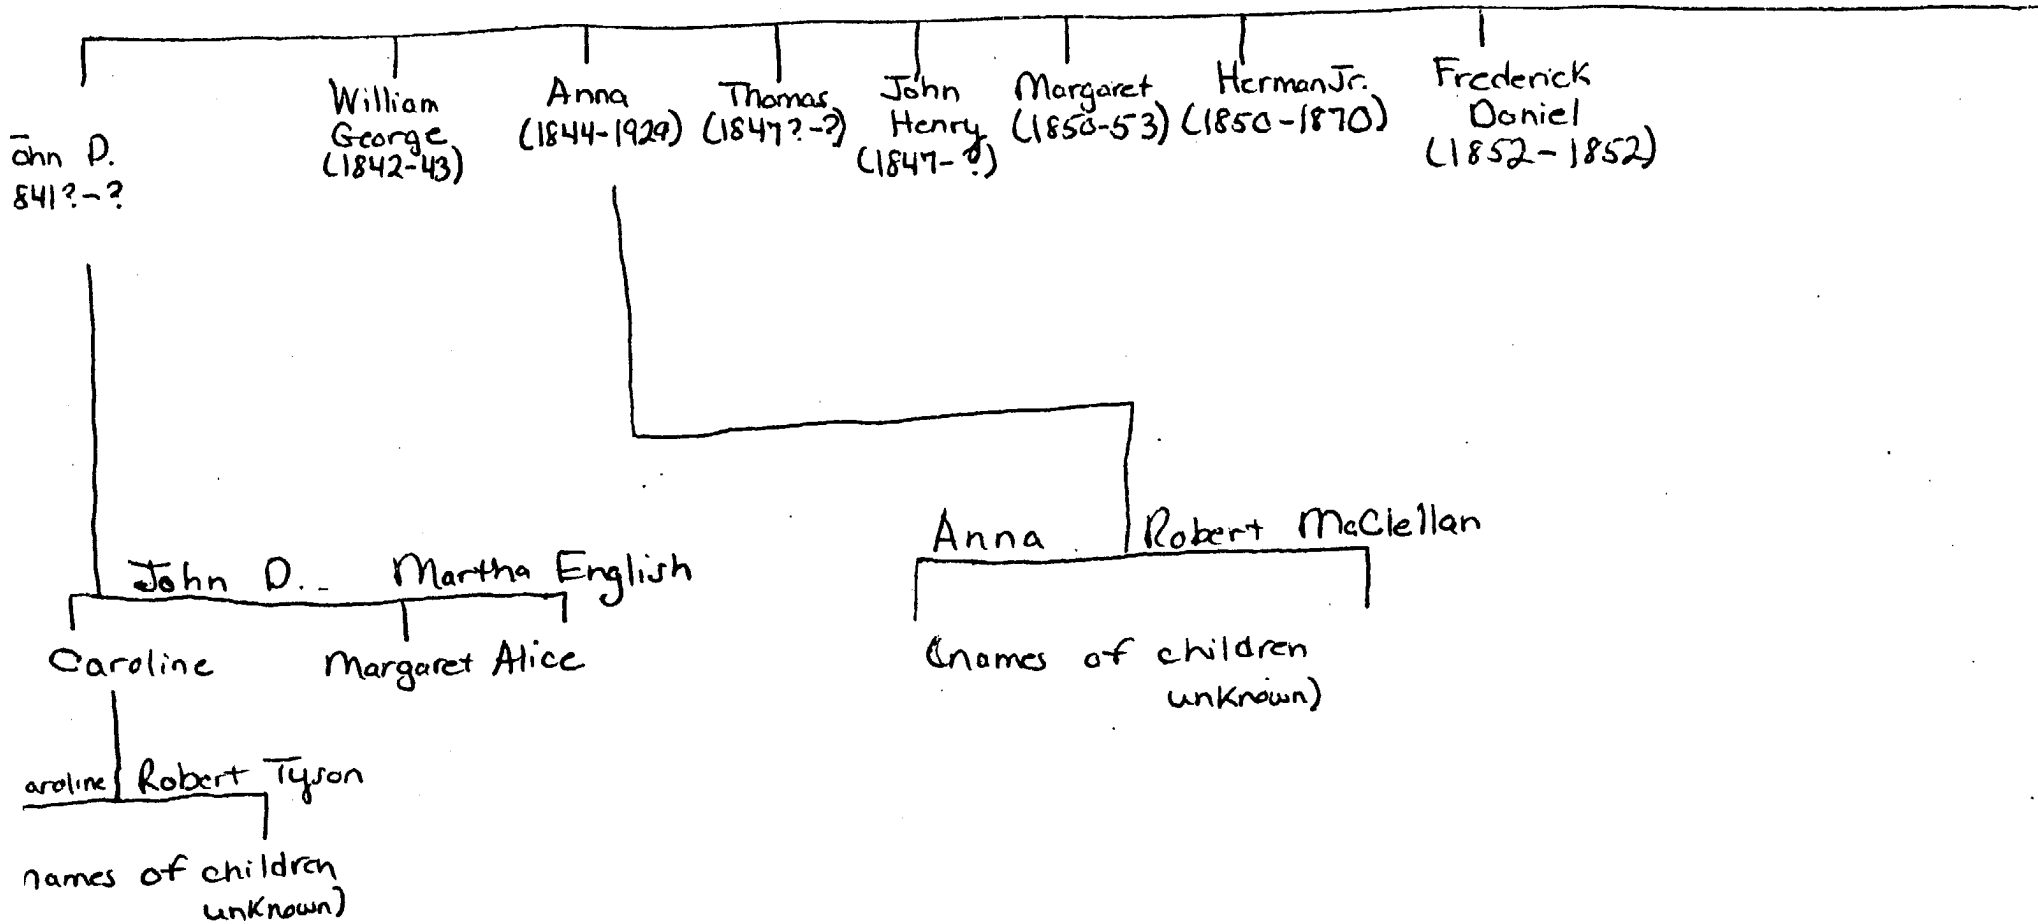 ohn D.
841?-?
William
George
(1842-43)
Anna
(1844-1929)
Thomas
(1847?-?)
John
Henry
(1847-?)
Margaret
(1850-53)
Herman Jr.
(1850-1870)
Frederick
Daniel
(1852-1852)
John D. - Martha English
Anna Robert McClellan
Caroline Margaret Alice
(names of children
unknown)
aroline Robert Tyson
names of children
unknown)